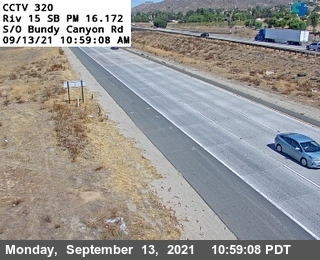 CCTV 320
Riv 15 SB PM 16.172
S/O Bundy Canyon Rd
09/13/21 10:59:08 AM
Monday, September 13, 2021 10:59:08 PDT